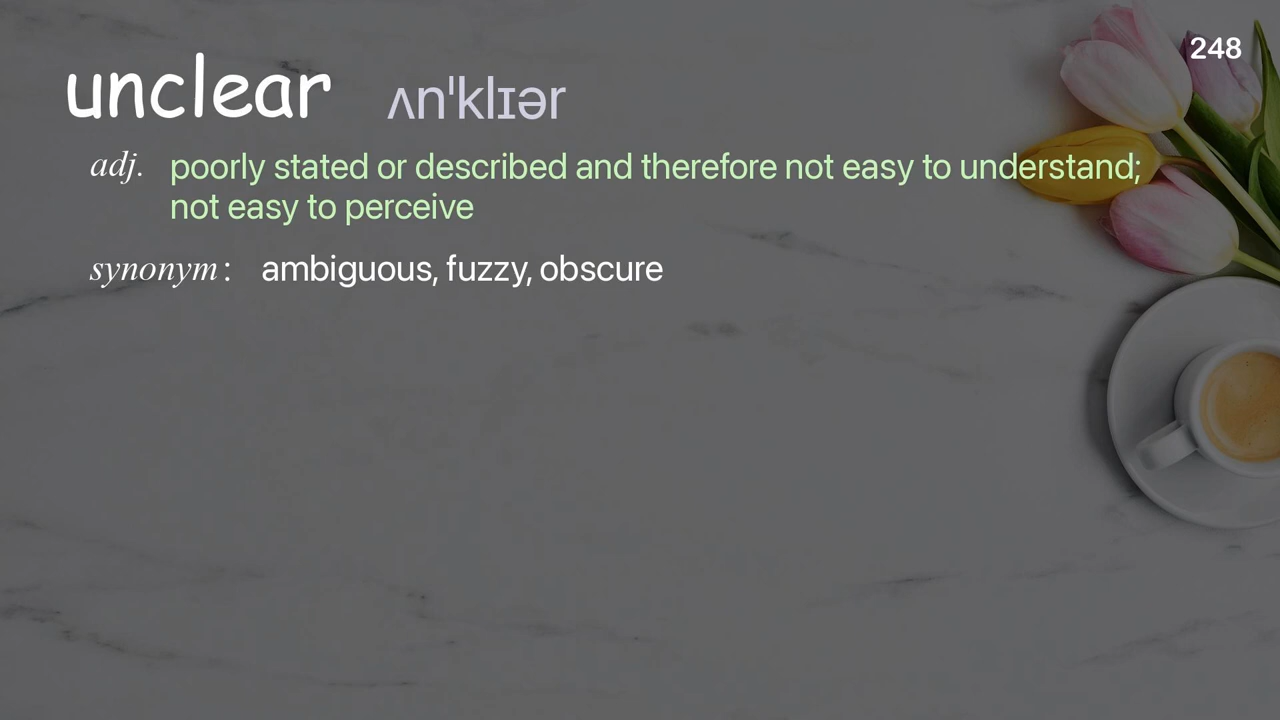 248
unclear ʌn'klɪər
adj. poorly stated or described and therefore not easy to understand;
not easy to perceive
synonym: ambiguous, fuzzy, obscure